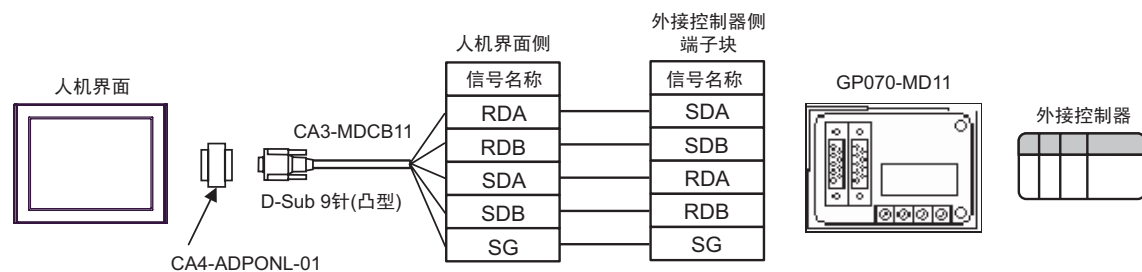 人机界面
CA4-ADPONL-01
CA3-MDCB11
D-Sub 9针(凸型)
人机界面侧
信号名称
RDA
RDB
SDA
SDB
SG
外接控制器侧
端子块
信号名称
SDA
SDB
RDA
RDB
SG
GP070-MD11
外接控制器